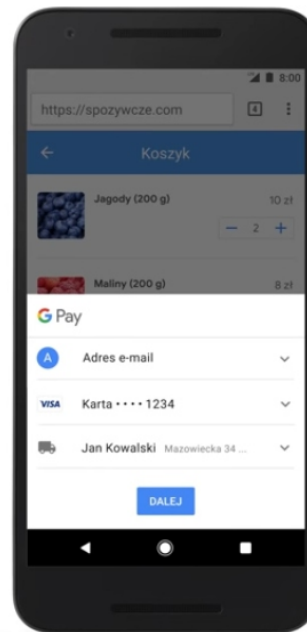 8:00
https://spozywcze.com 4
Koszyk
Jagody (200 g) 10 zł
− 2 +
Maliny (200 g) 8 zł
G Pay
A Adres e-mail
VISA Karta •••• 1234
Jan Kowalski Mazowiecka 34 ...
DALEJ